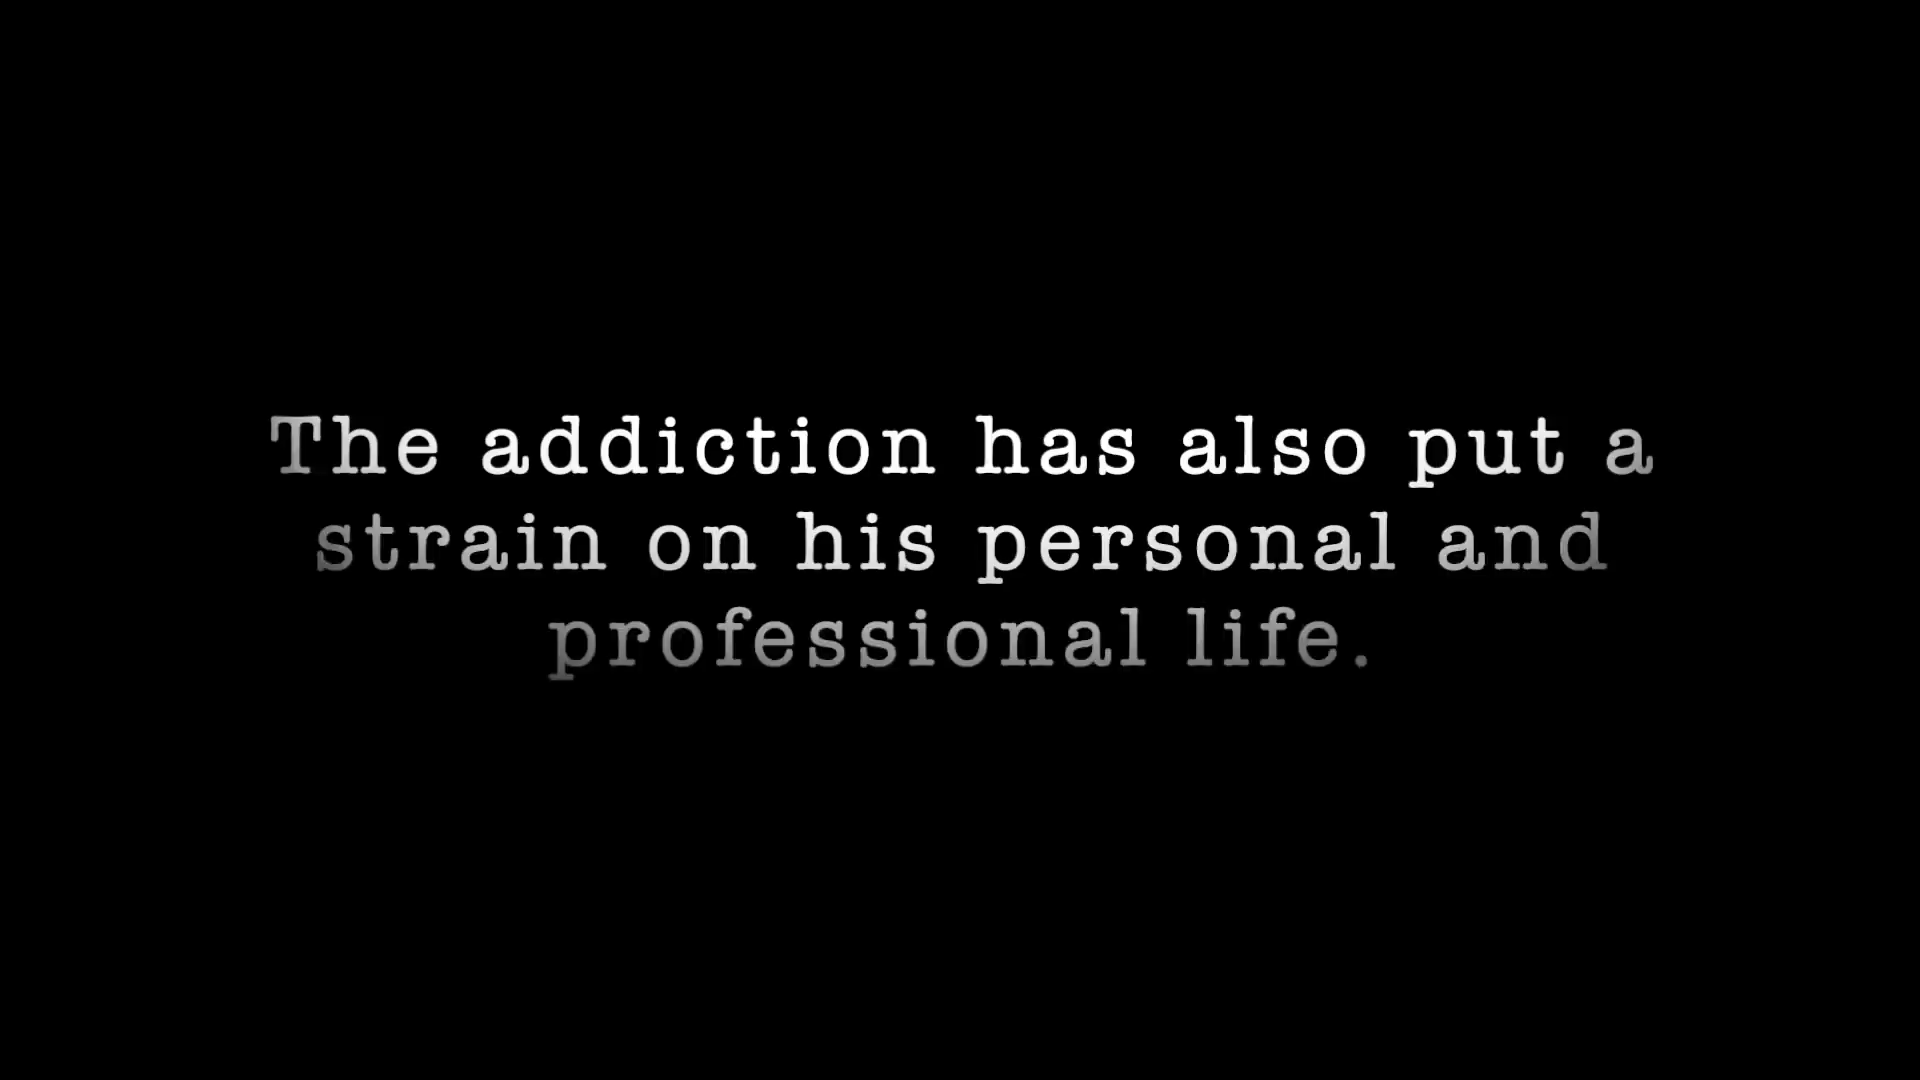 The addiction has also put a
strain on his personal and
professional life.